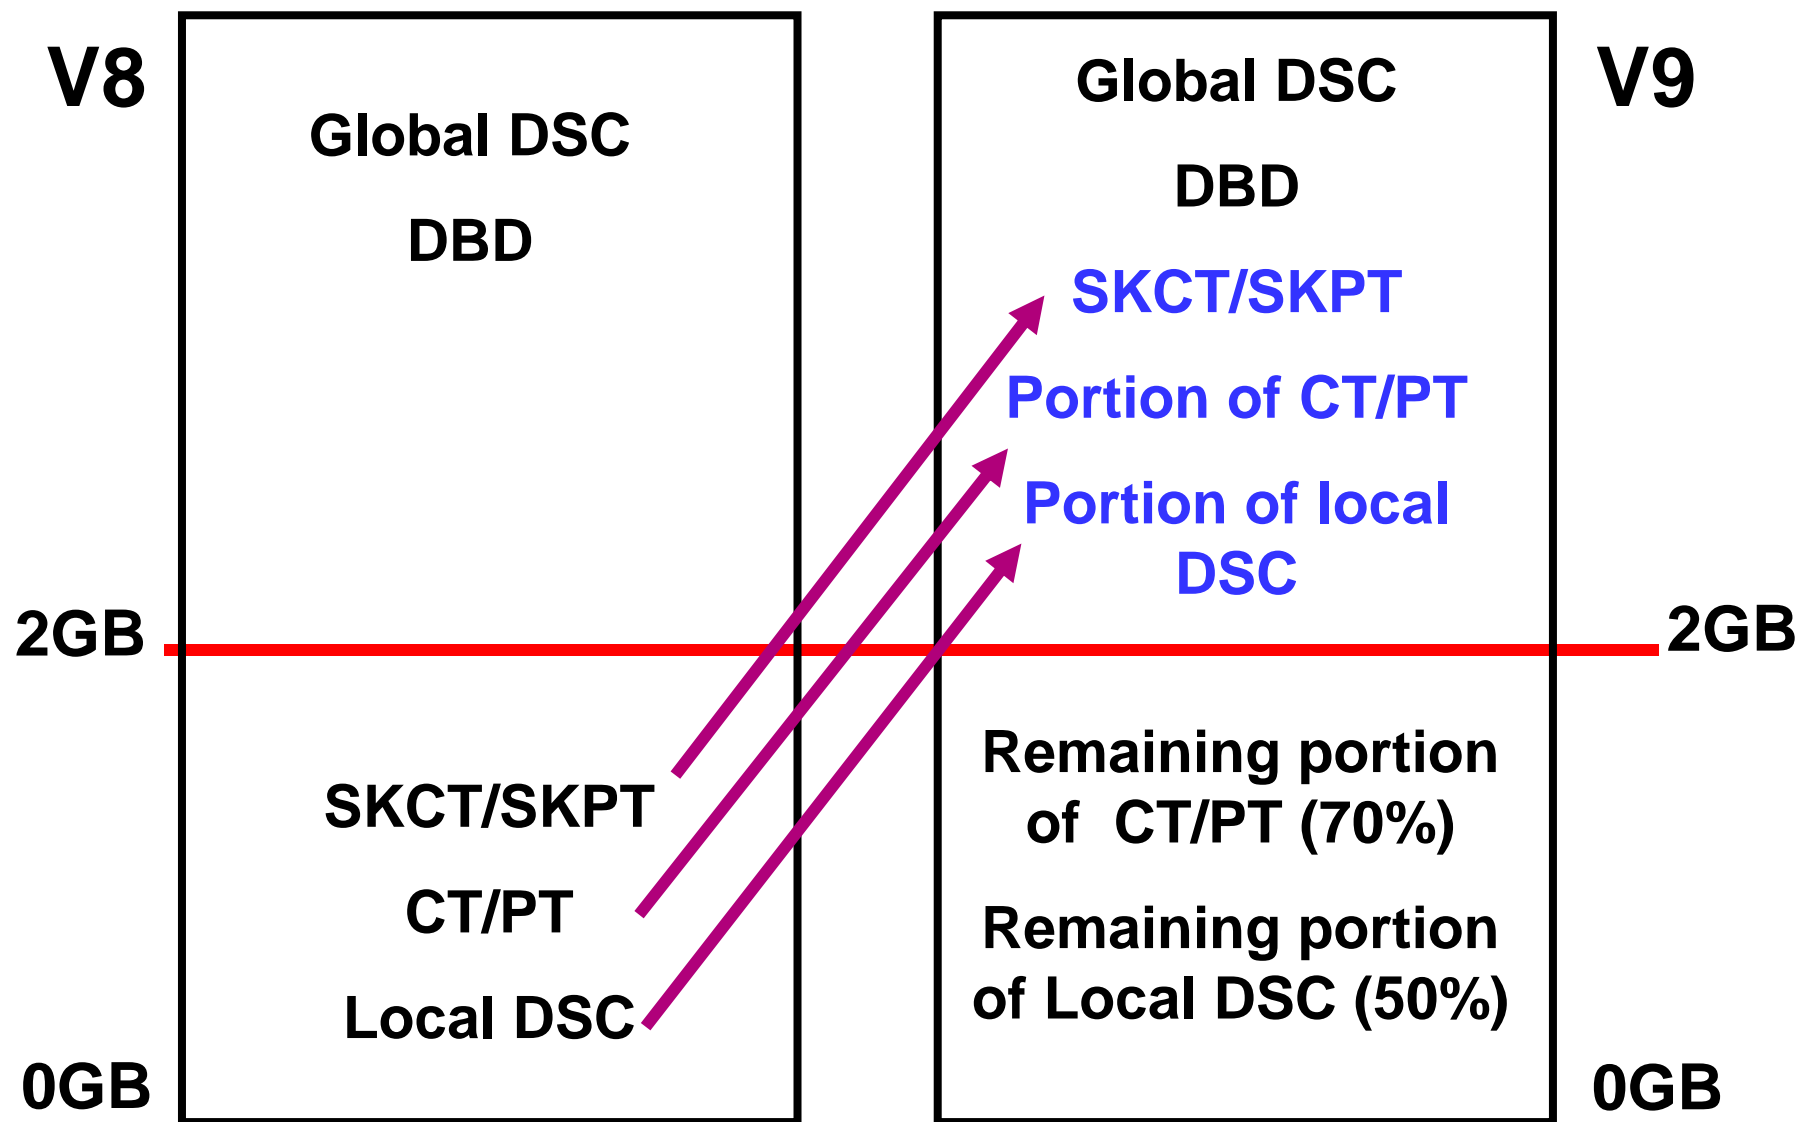 V8
Global DSC
DBD
2GB
SKCT/SKPT
CT/PT
Local DSC
0GB
V9
Global DSC
DBD
SKCT/SKPT
Portion of CT/PT
Portion of local
DSC
2GB
Remaining portion
of CT/PT (70%)
Remaining portion
of Local DSC (50%)
0GB